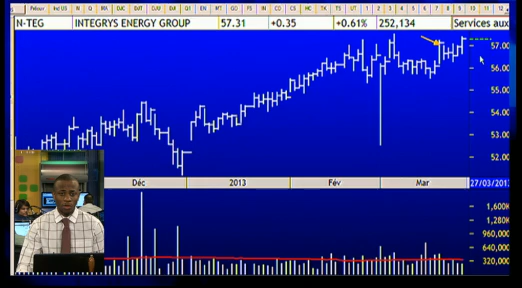 N-TEG INTEGRYS ENERGY GROUP 57.31 +0.35 +0.61% 252,134 Services aux
57.00
56.00
55.00
54.00
53.00
52.00
Déc 2013 Fév Mar 27/03/2013
1,600K
1,280K
960,000
640,000
320,000